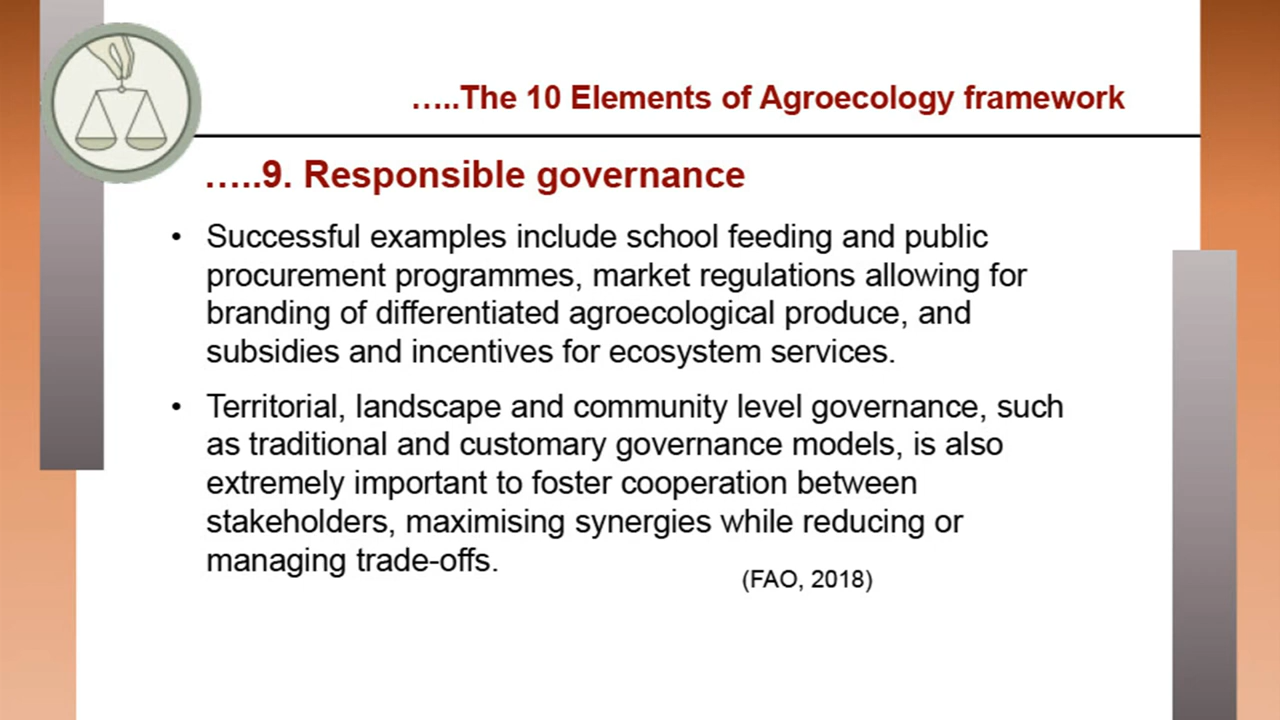 …..The 10 Elements of Agroecology framework
…..9. Responsible governance
• Successful examples include school feeding and public
procurement programmes, market regulations allowing for
branding of differentiated agroecological produce, and
subsidies and incentives for ecosystem services.
• Territorial, landscape and community level governance, such
as traditional and customary governance models, is also
extremely important to foster cooperation between
stakeholders, maximising synergies while reducing or
managing trade-offs.
(FAO, 2018)